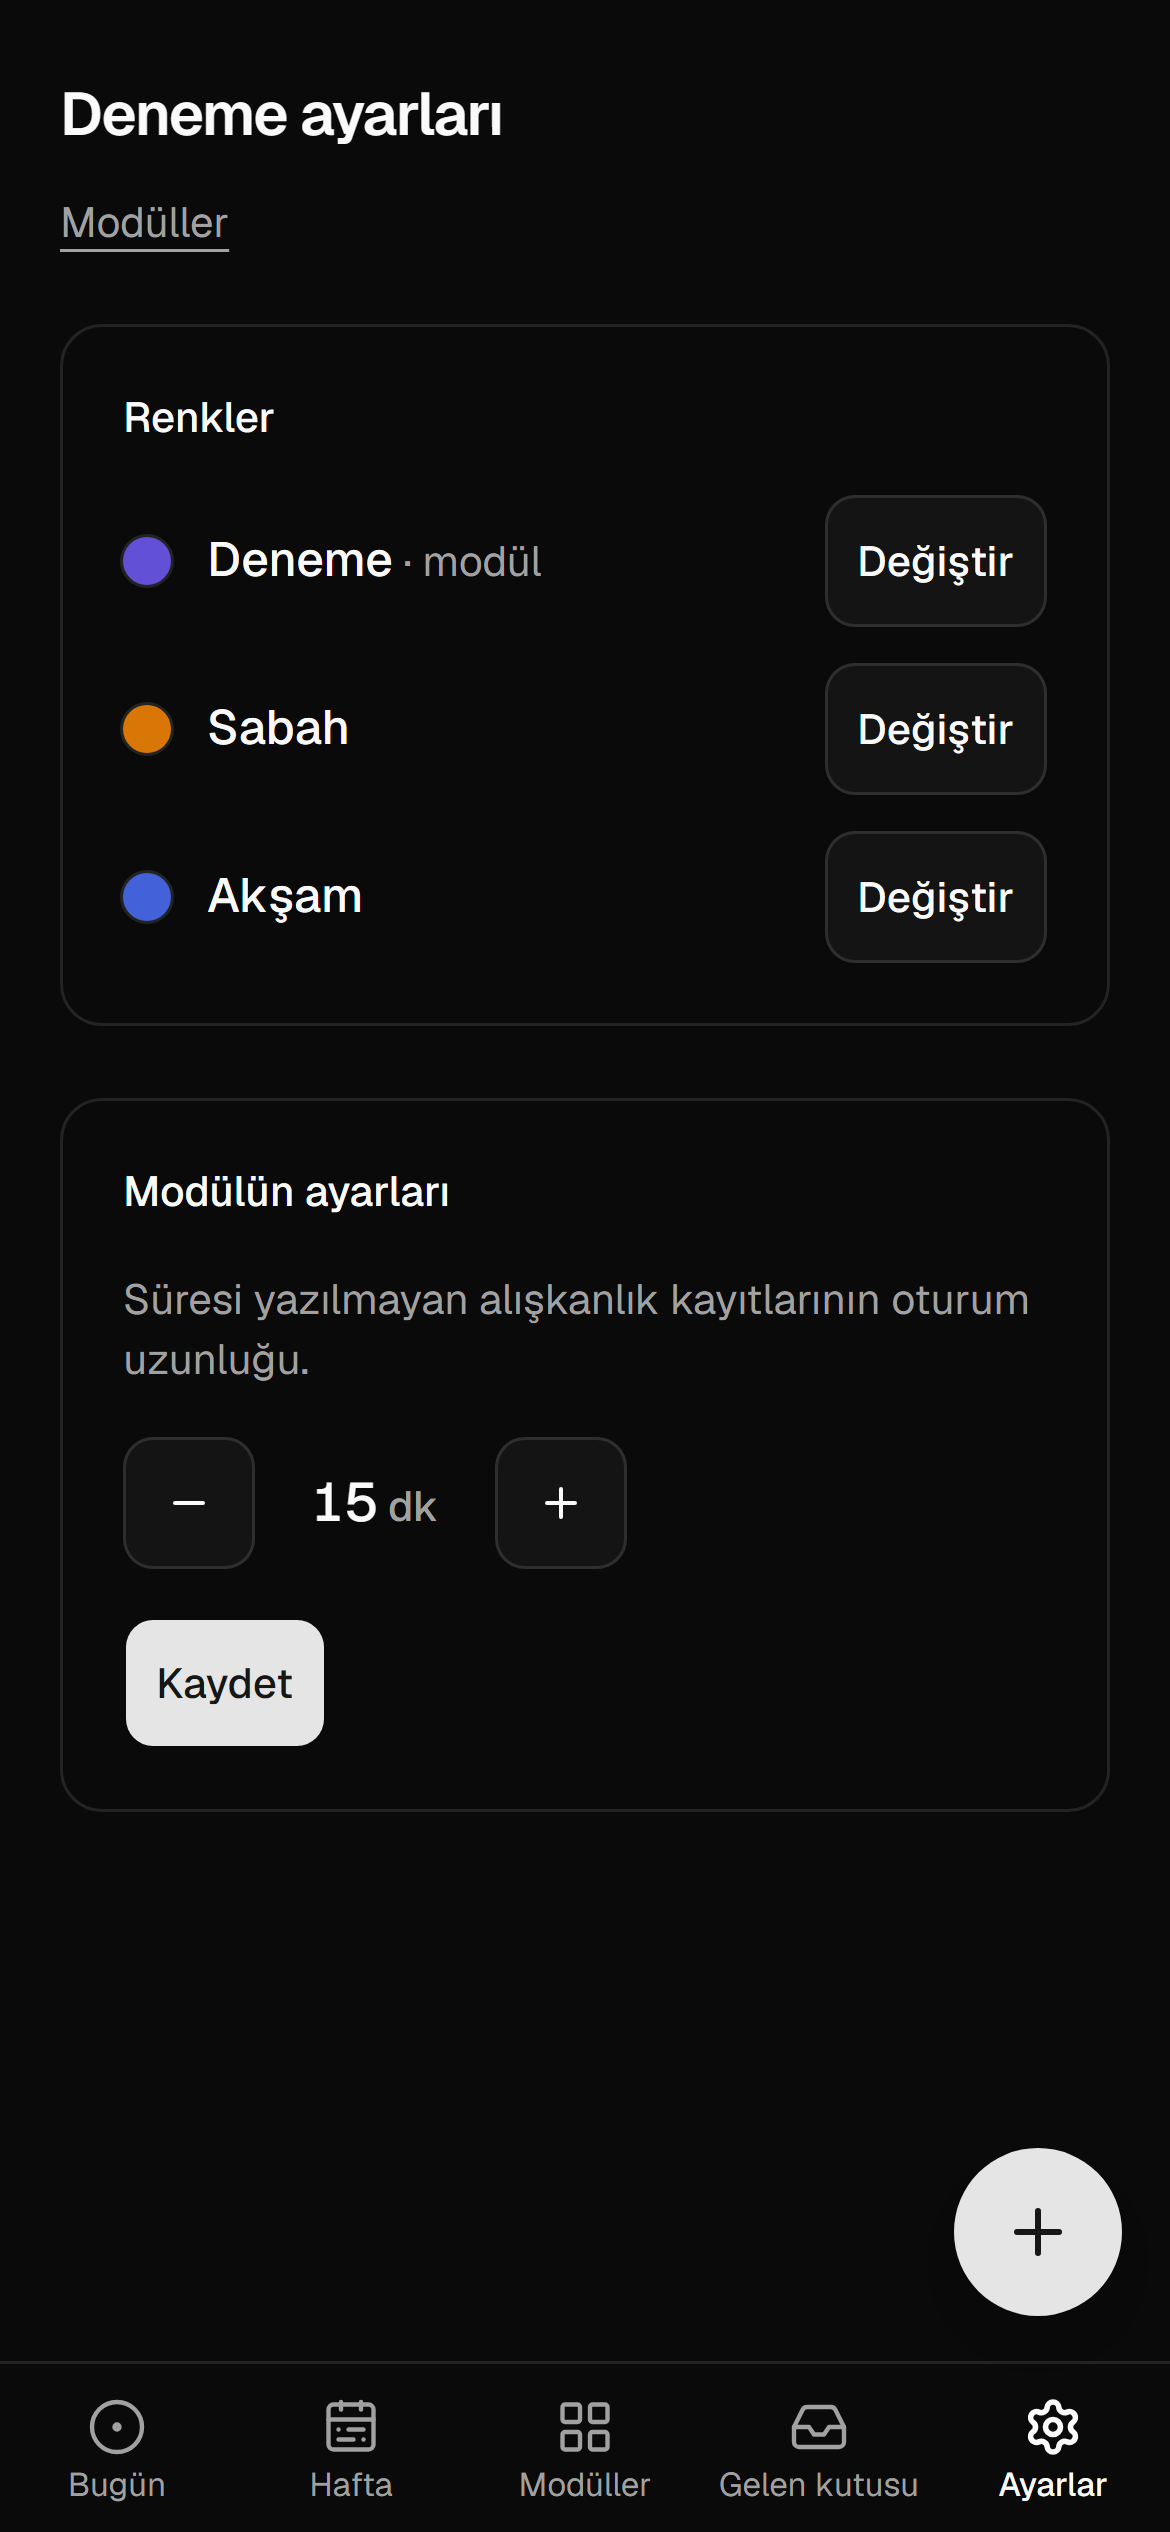 Deneme ayarları
Modüller
Renkler
Deneme · modül
Değiştir
Sabah
Değiştir
Akşam
Değiştir
Modülün ayarları
Süresi yazılmayan alışkanlık kayıtlarının oturum
uzunluğu.
15 dk
Kaydet
Bugün
Hafta
Modüller
Gelen kutusu
Ayarlar